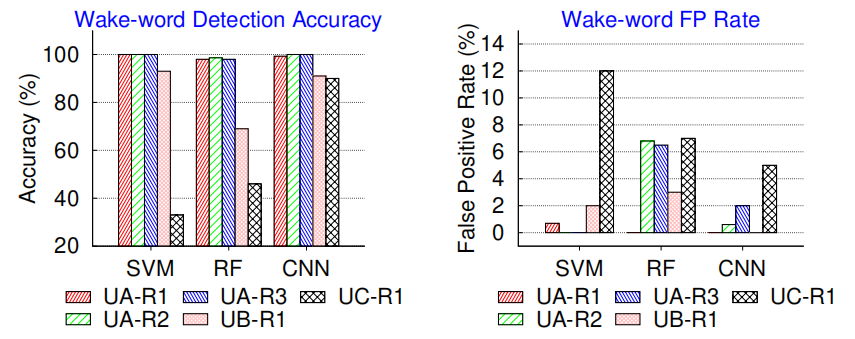 Wake-word Detection Accuracy
Accuracy (%)
100
80
60
40
20
SVM RF CNN
UA-R1 UA-R3 UC-R1
UA-R2 UB-R1
Wake-word FP Rate
False Positive Rate (%)
14
12
10
8
6
4
2
0
SVM RF CNN
UA-R1 UA-R3 UC-R1
UA-R2 UB-R1